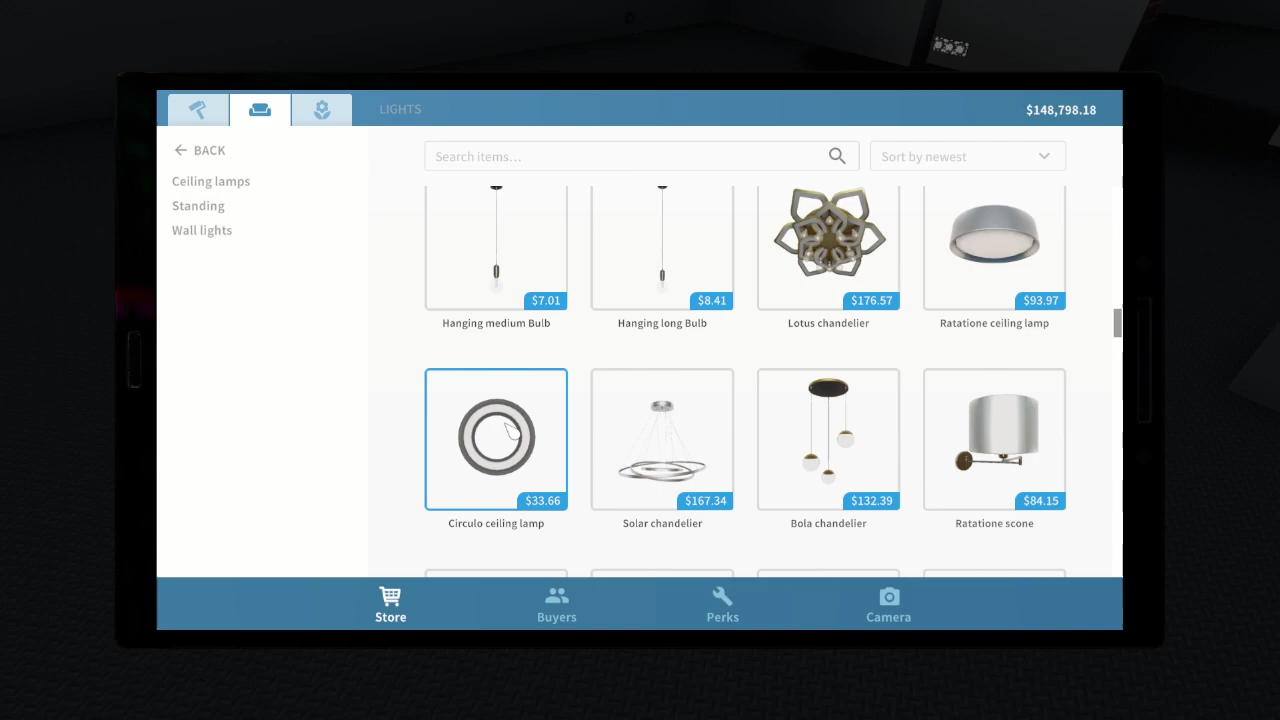 LIGHTS
$148,798.18
BACK
Search items...
Sort by newest
Ceiling lamps
Standing
Wall lights
$7.01
$8.41
$176.57
$93.97
Hanging medium Bulb
Hanging long Bulb
Lotus chandelier
Ratatione ceiling lamp
$33.66
$167.34
$132.39
$84.15
Circulo ceiling lamp
Solar chandelier
Bola chandelier
Ratatione scone
Store
Buyers
Perks
Camera